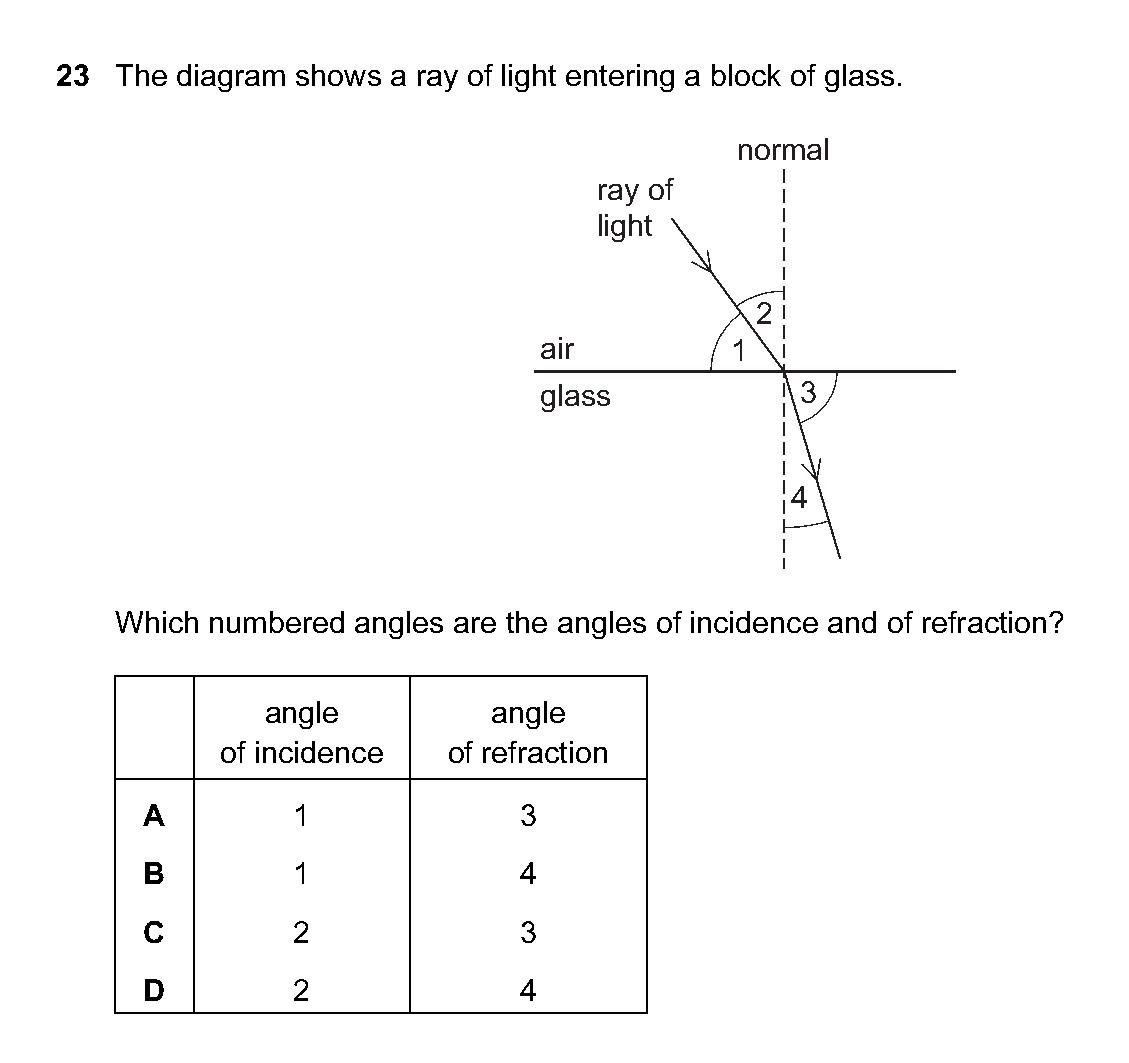 23 The diagram shows a ray of light entering a block of glass.
normal
ray of
light
2
1
air
glass
3
4
Which numbered angles are the angles of incidence and of refraction?
angle
of incidence
angle
of refraction
A 1 3
B 1 4
C 2 3
D 2 4